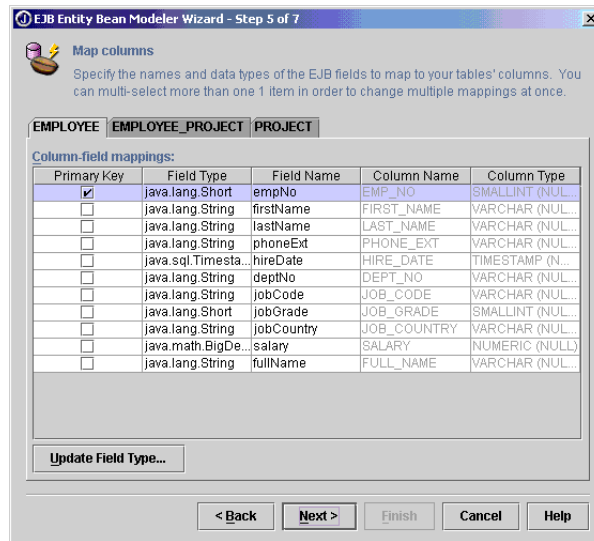 EJB Entity Bean Modeler Wizard - Step 5 of 7
Map columns
Specify the names and data types of the EJB fields to map to your tables' columns. You
can multi-select more than one 1 item in order to change multiple mappings at once.
EMPLOYEE EMPLOYEE_PROJECT PROJECT
Column-field mappings:
Primary Key Field Type Field Name Column Name Column Type
java.lang.Short empNo EMP_NO SMALLINT (NUL...
java.lang.String firstName FIRST_NAME VARCHAR (NUL...
java.lang.String lastName LAST_NAME VARCHAR (NUL...
java.lang.String phoneExt PHONE_EXT VARCHAR (NUL...
java.sql.Timesta... hireDate HIRE_DATE TIMESTAMP (N...
java.lang.String deptNo DEPT_NO VARCHAR (NUL...
java.lang.String jobCode JOB_CODE VARCHAR (NUL...
java.lang.Short jobGrade JOB_GRADE SMALLINT (NUL...
java.lang.String jobCountry JOB_COUNTRY VARCHAR (NUL...
java.math.BigDe... salary SALARY NUMERIC (NULL)
java.lang.String fullName FULL_NAME VARCHAR (NUL...
Update Field Type...
< Back Next > Finish Cancel Help